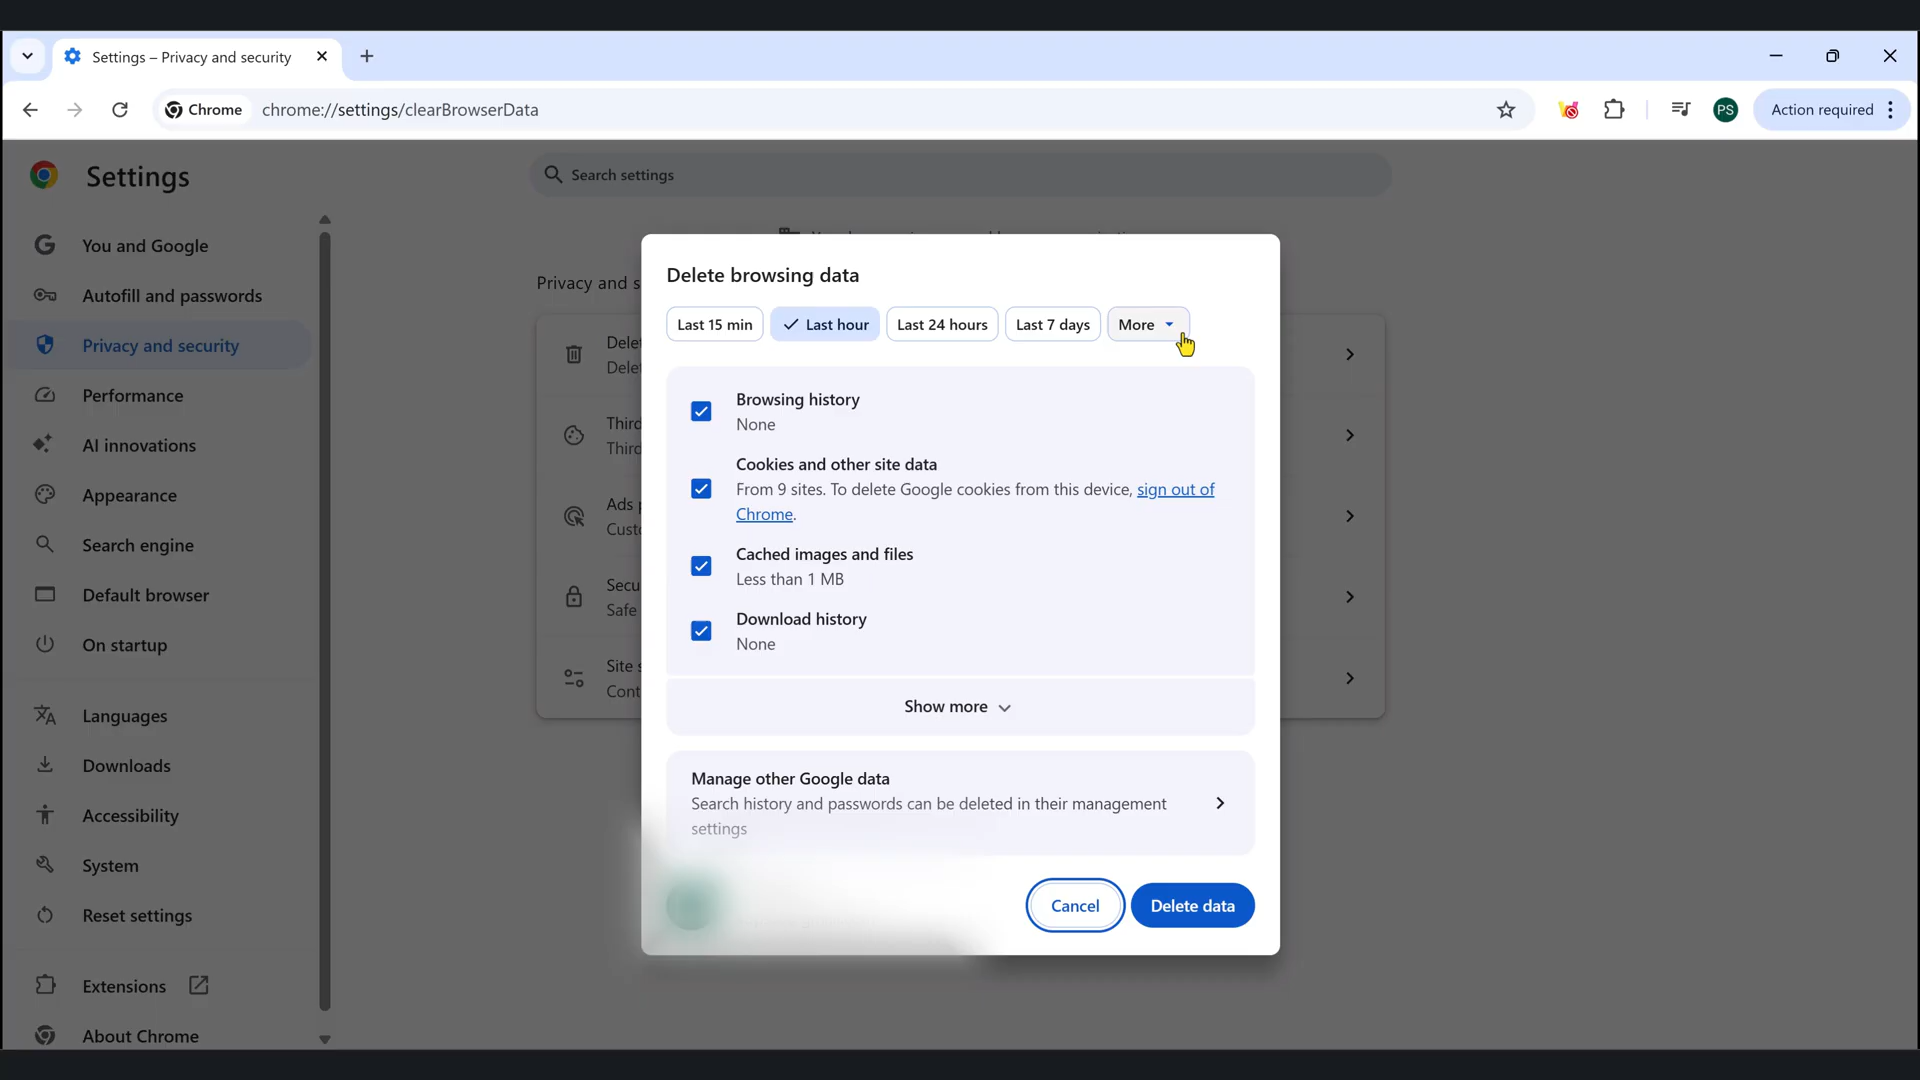 Settings – Privacy and security
Chrome
chrome://settings/clearBrowserData
PS
Action required
Settings
Search settings
You and Google
Autofill and passwords
Privacy and security
Performance
AI innovations
Appearance
Search engine
Default browser
On startup
Languages
Downloads
Accessibility
System
Reset settings
Extensions
About Chrome
Privacy and s
Delet
Delet
Third
Third
Ads p
Custo
Secu
Safe
Site s
Cont
Delete browsing data
Last 15 min
Last hour
Last 24 hours
Last 7 days
More
Browsing history
None
Cookies and other site data
From 9 sites. To delete Google cookies from this device, sign out of
Chrome.
Cached images and files
Less than 1 MB
Download history
None
Show more
Manage other Google data
Search history and passwords can be deleted in their management
settings
Cancel
Delete data